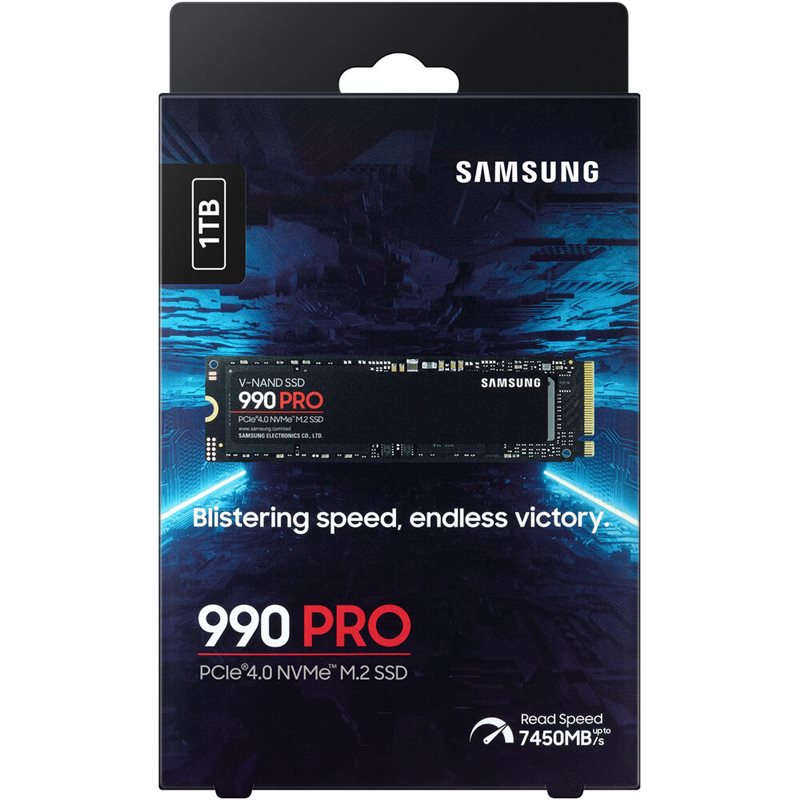 SAMSUNG
1TB
V-NAND SSD
990 PRO
PCIe®4.0 NVMe™ M.2 SSD
www.samsung.com/ssd
SAMSUNG ELECTRONICS CO., LTD.
SAMSUNG
Blistering speed, endless victory.
990 PRO
PCIe®4.0 NVMe™ M.2 SSD
Read Speed
up to
7450MB/s